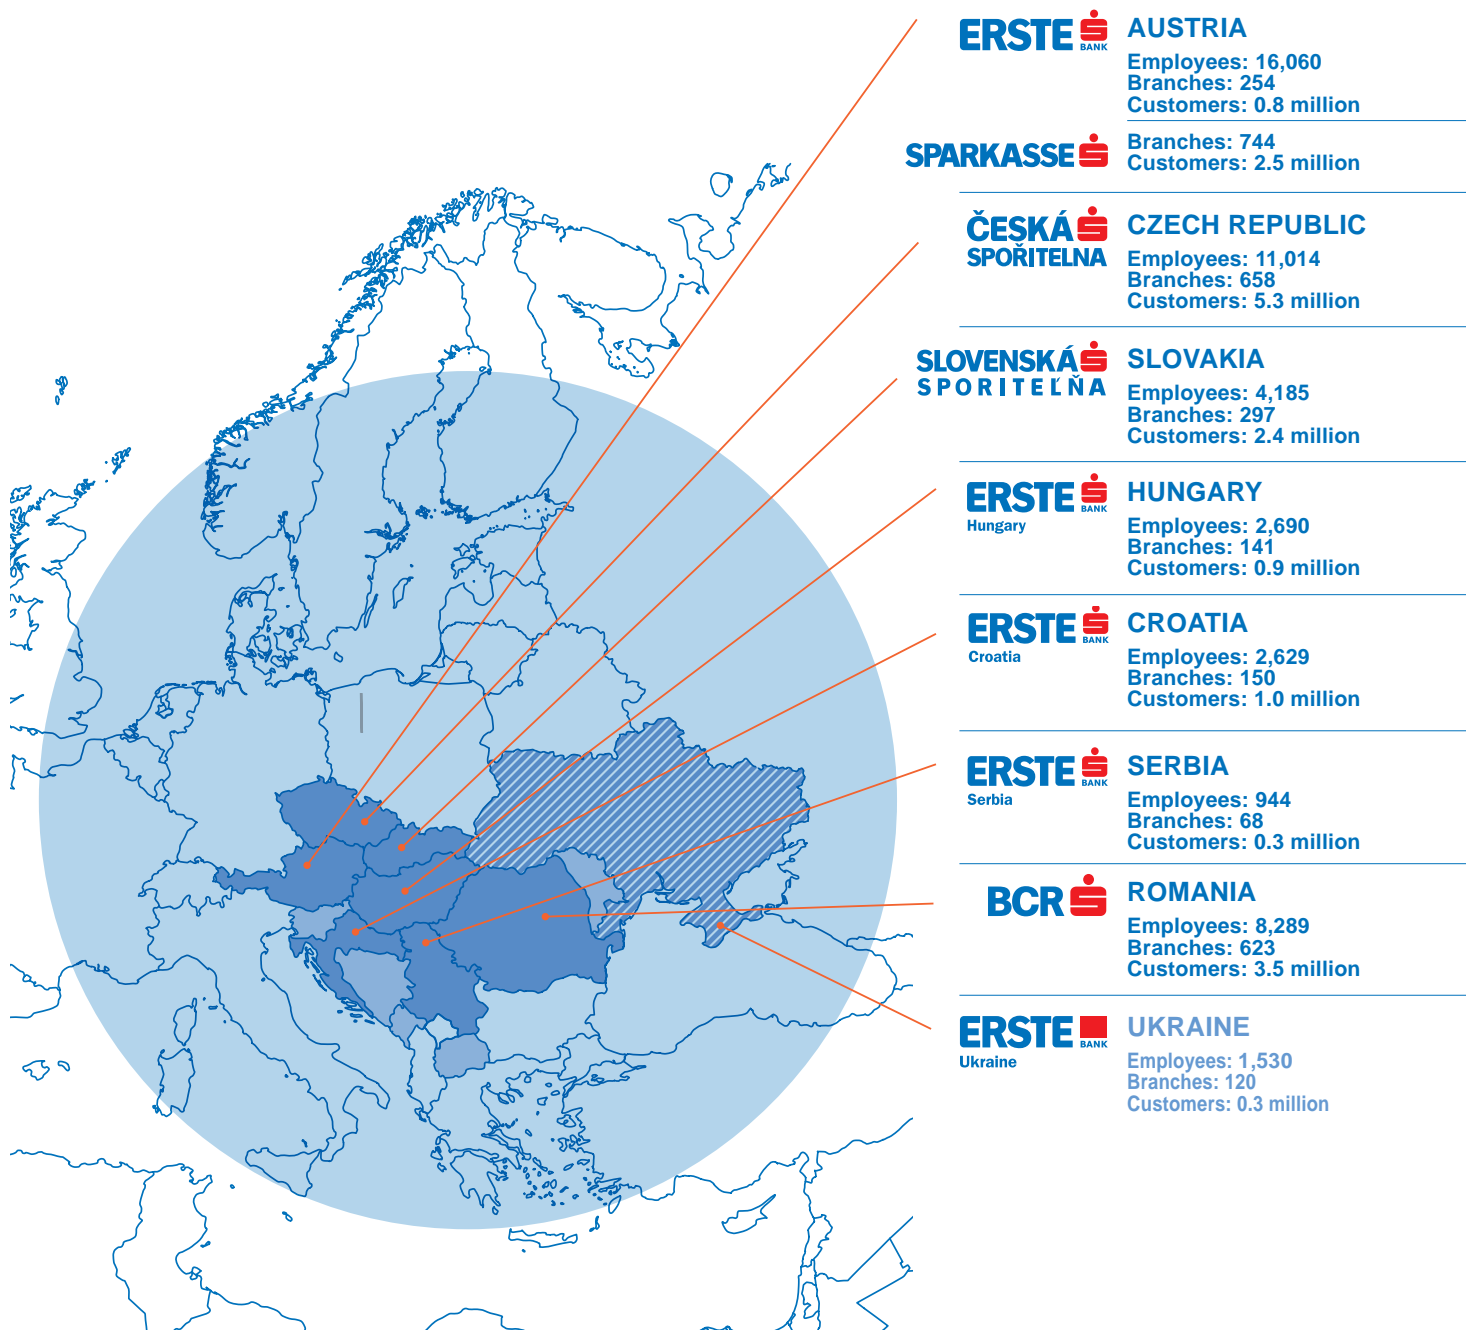 ERSTE BANK
AUSTRIA
Employees: 16,060
Branches: 254
Customers: 0.8 million
SPARKASSE
Branches: 744
Customers: 2.5 million
ČESKÁ
SPOŘITELNA
CZECH REPUBLIC
Employees: 11,014
Branches: 658
Customers: 5.3 million
SLOVENSKÁ
SPORITEĽŇA
SLOVAKIA
Employees: 4,185
Branches: 297
Customers: 2.4 million
ERSTE BANK
Hungary
HUNGARY
Employees: 2,690
Branches: 141
Customers: 0.9 million
ERSTE BANK
Croatia
CROATIA
Employees: 2,629
Branches: 150
Customers: 1.0 million
ERSTE BANK
Serbia
SERBIA
Employees: 944
Branches: 68
Customers: 0.3 million
BCR
ROMANIA
Employees: 8,289
Branches: 623
Customers: 3.5 million
ERSTE BANK
Ukraine
UKRAINE
Employees: 1,530
Branches: 120
Customers: 0.3 million